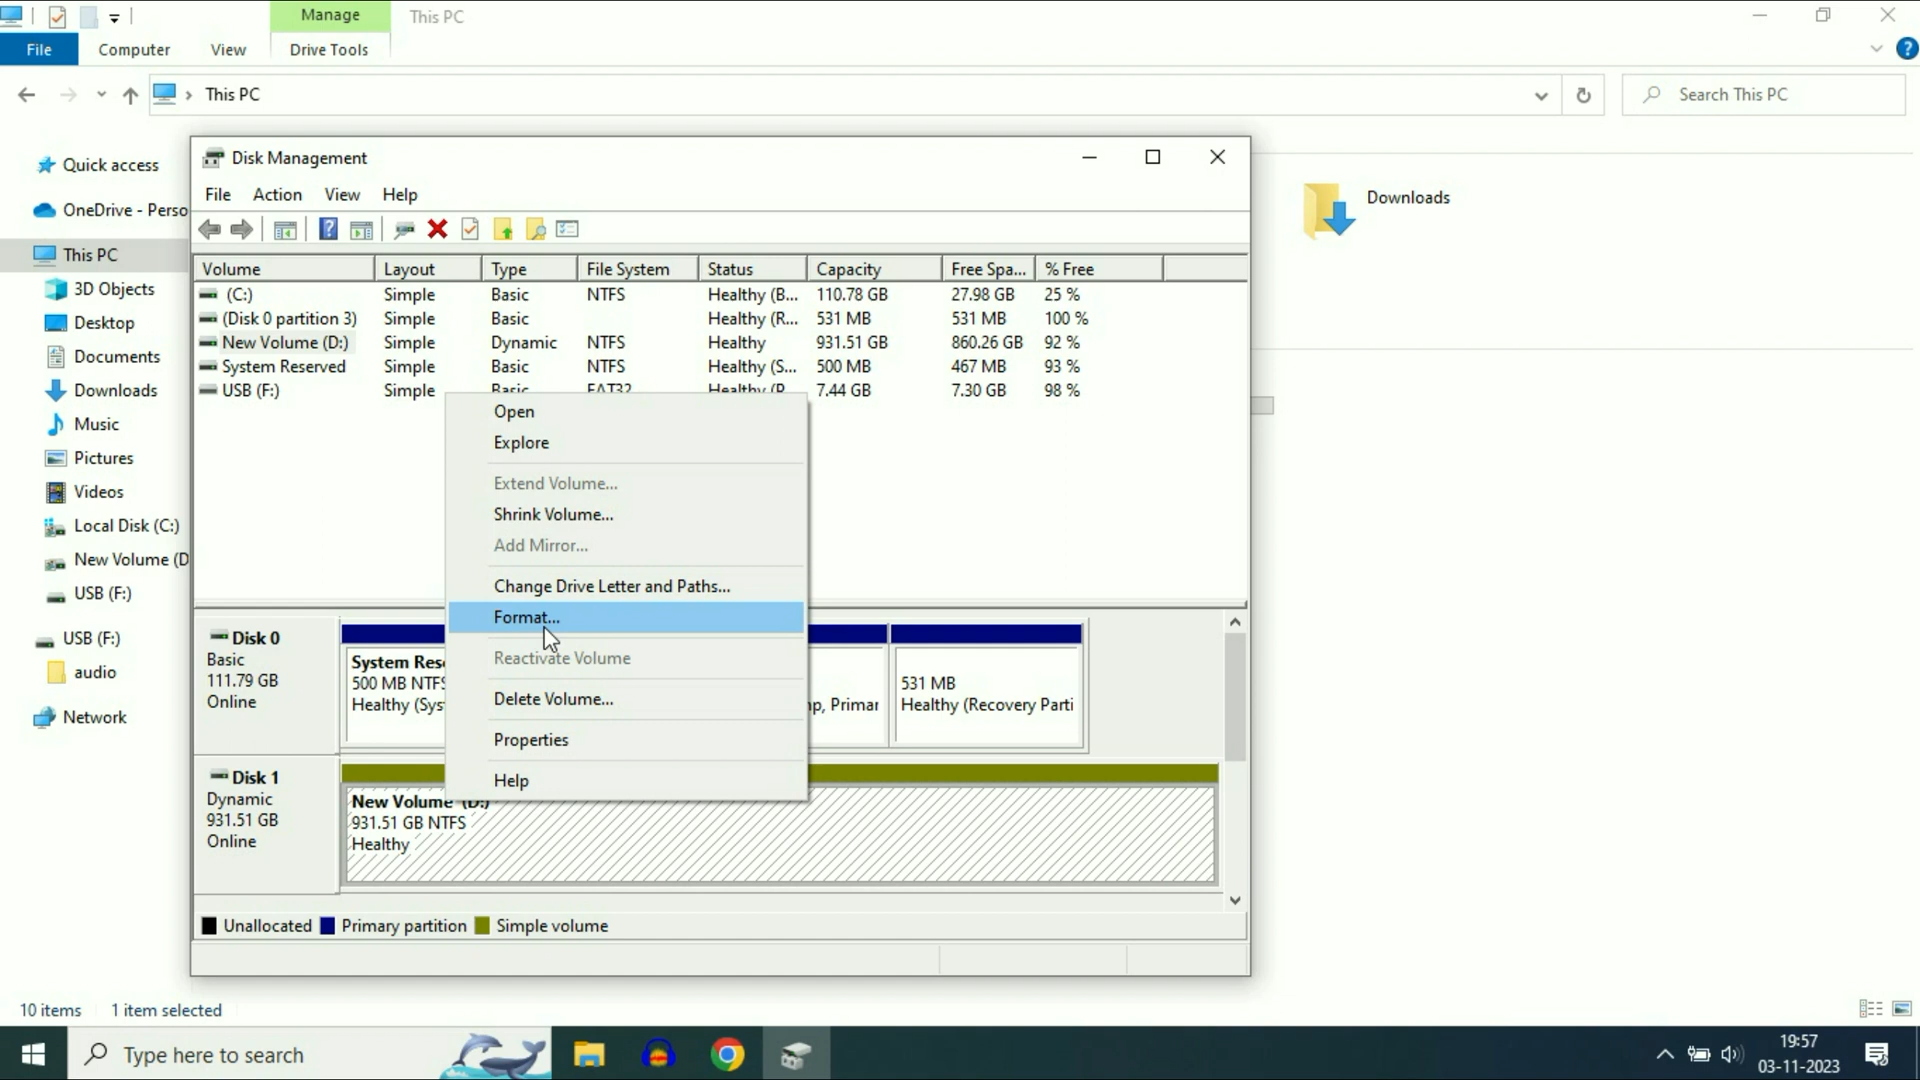 Manage
This PC
File
Computer
View
Drive Tools
This PC
Search This PC
Quick access
OneDrive - Perso
This PC
3D Objects
Desktop
Documents
Downloads
Music
Pictures
Videos
Local Disk (C:)
New Volume (D
USB (F:)
USB (F:)
audio
Network
Downloads
Disk Management
File Action View Help
Volume Layout Type File System Status Capacity Free Spa... % Free
(C:) Simple Basic NTFS Healthy (B... 110.78 GB 27.98 GB 25 %
(Disk 0 partition 3) Simple Basic Healthy (R... 531 MB 531 MB 100 %
New Volume (D:) Simple Dynamic NTFS Healthy 931.51 GB 860.26 GB 92 %
System Reserved Simple Basic NTFS Healthy (S... 500 MB 467 MB 93 %
USB (F:) Simple Basic FAT32 Healthy (P... 7.44 GB 7.30 GB 98 %
Open
Explore
Extend Volume...
Shrink Volume...
Add Mirror...
Change Drive Letter and Paths...
Format...
Reactivate Volume
Delete Volume...
Properties
Help
Disk 0
Basic
111.79 GB
Online
System Res
500 MB NTFS
Healthy (Sys
p, Primar
531 MB
Healthy (Recovery Parti
Disk 1
Dynamic
931.51 GB
Online
New Volume (D:)
931.51 GB NTFS
Healthy
Unallocated Primary partition Simple volume
10 items 1 item selected
Type here to search
19:57
03-11-2023